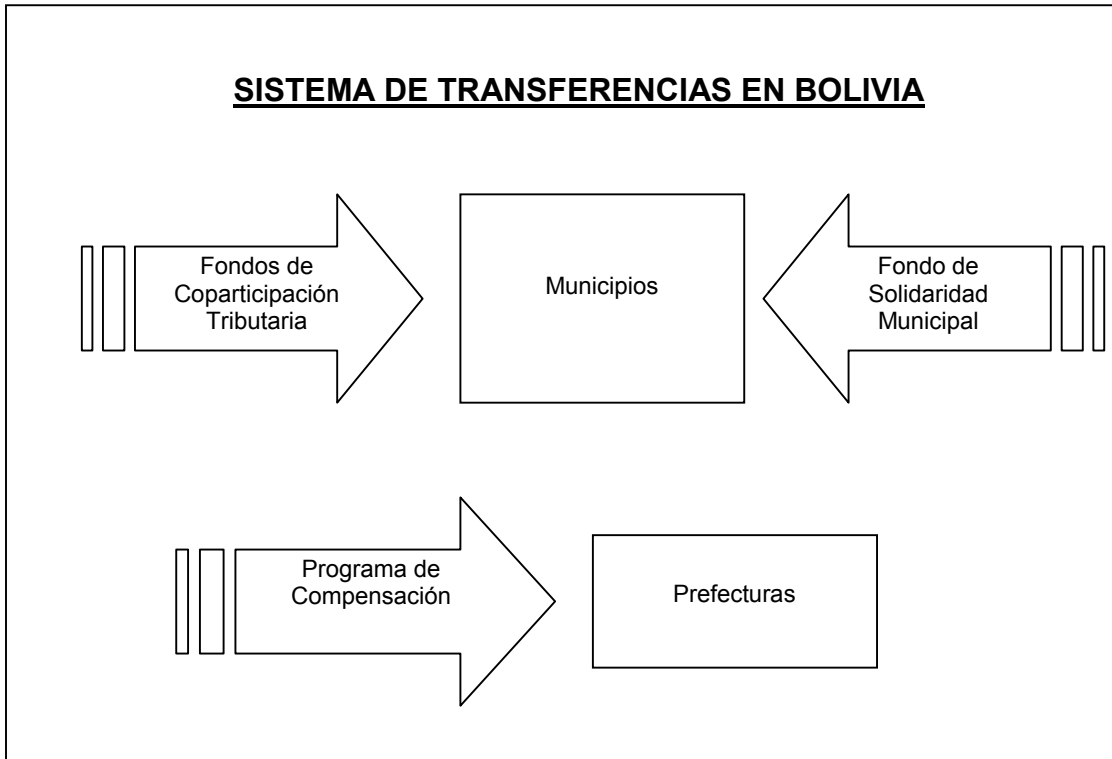 SISTEMA DE TRANSFERENCIAS EN BOLIVIA
Fondos de
Coparticipación
Tributaria
Municipios
Fondo de
Solidaridad
Municipal
Programa de
Compensación
Prefecturas